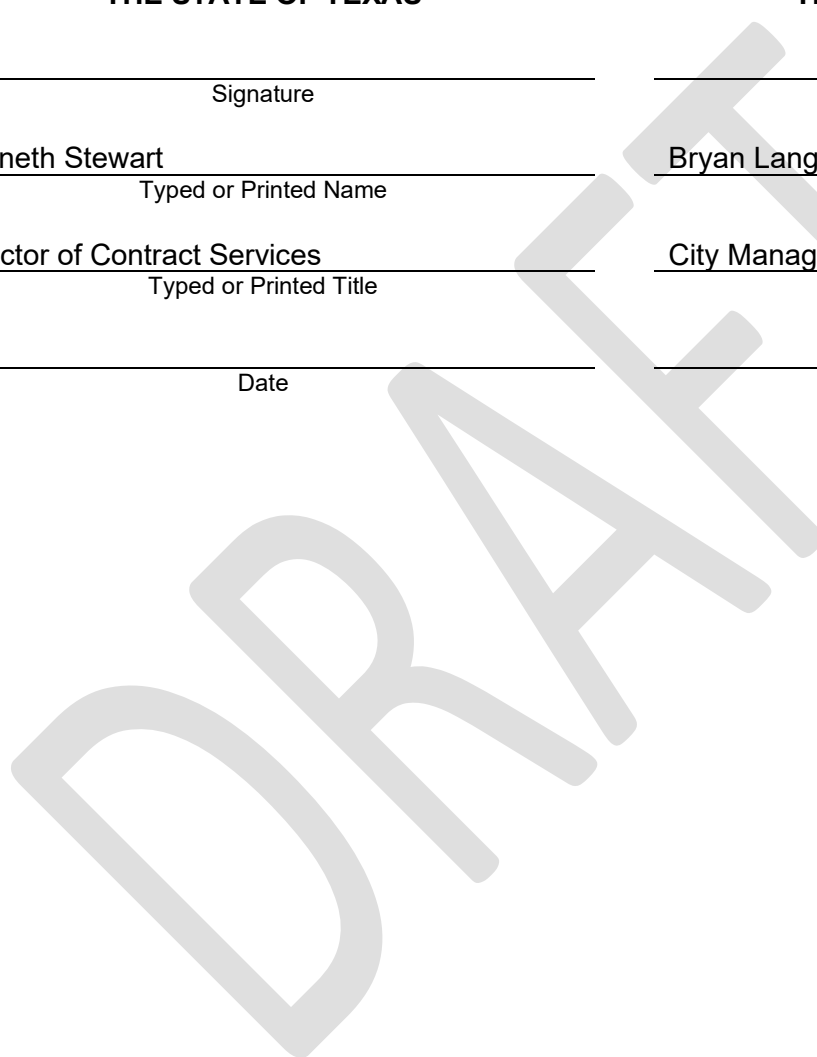 THE STATE OF TEXAS
Signature
neth Stewart
Typed or Printed Name
ctor of Contract Services
Typed or Printed Title
Date
Bryan Lang
City Manag
DRAFT